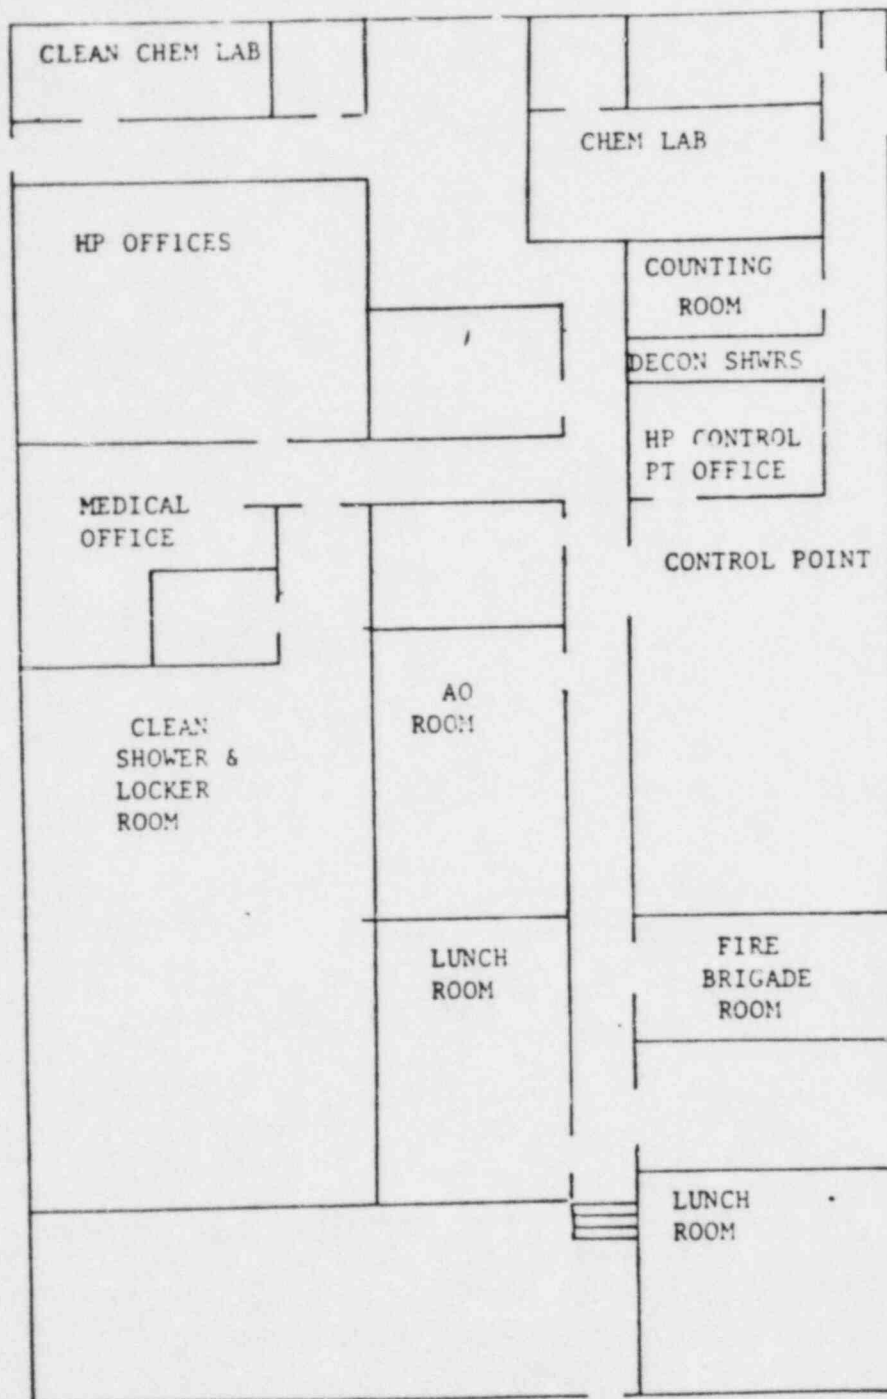 CLEAN CHEM LAB
CHEM LAB
HP OFFICES
COUNTING
ROOM
DECON SHWRS
HP CONTROL
PT OFFICE
MEDICAL
OFFICE
CONTROL POINT
AO
ROOM
CLEAN
SHOWER &
LOCKER
ROOM
LUNCH
ROOM
FIRE
BRIGADE
ROOM
LUNCH
ROOM